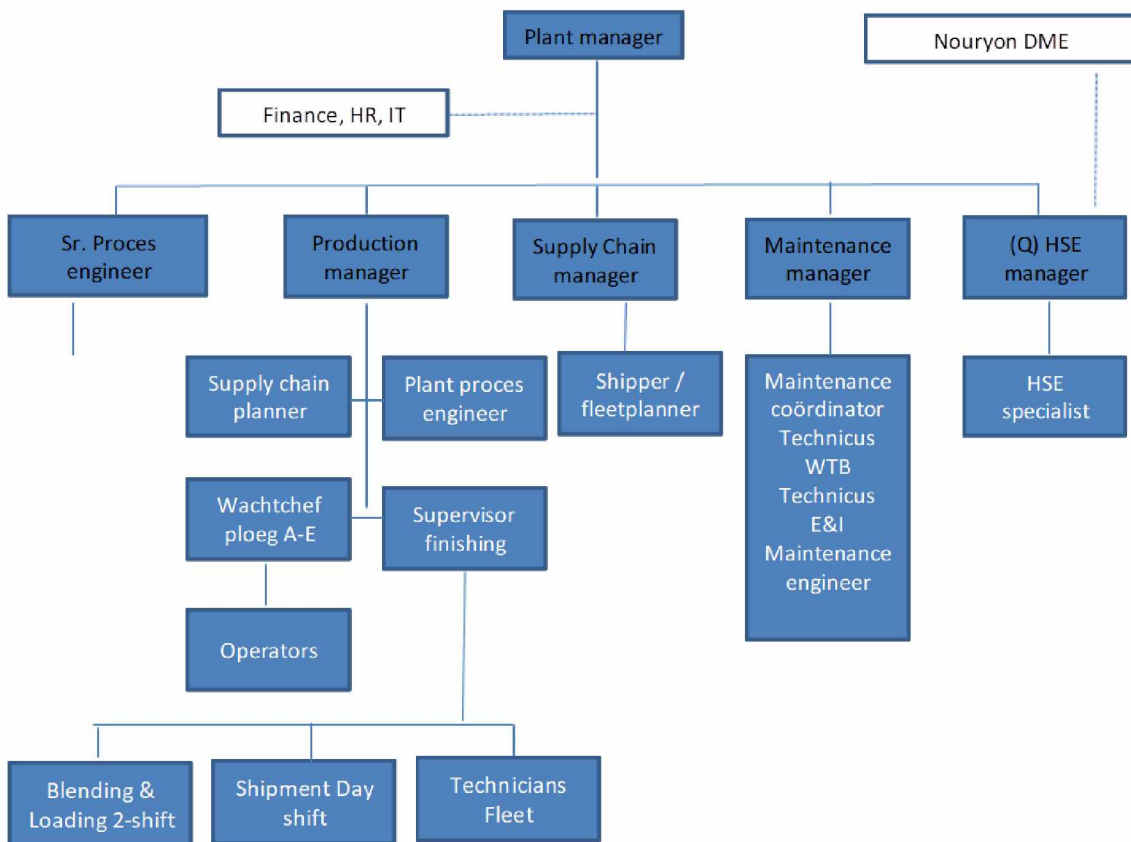 Plant manager
Nouryon DME
Finance, HR, IT
Sr. Proces
engineer
Production
manager
Supply Chain
manager
Maintenance
manager
(Q) HSE
manager
Supply chain
planner
Plant proces
engineer
Shipper /
fleetplanner
Maintenance
coördinator
Technicus
WTB
Technicus
E&I
Maintenance
engineer
HSE
specialist
Wachtchef
ploeg A-E
Supervisor
finishing
Operators
Blending &
Loading 2-shift
Shipment Day
shift
Technicians
Fleet